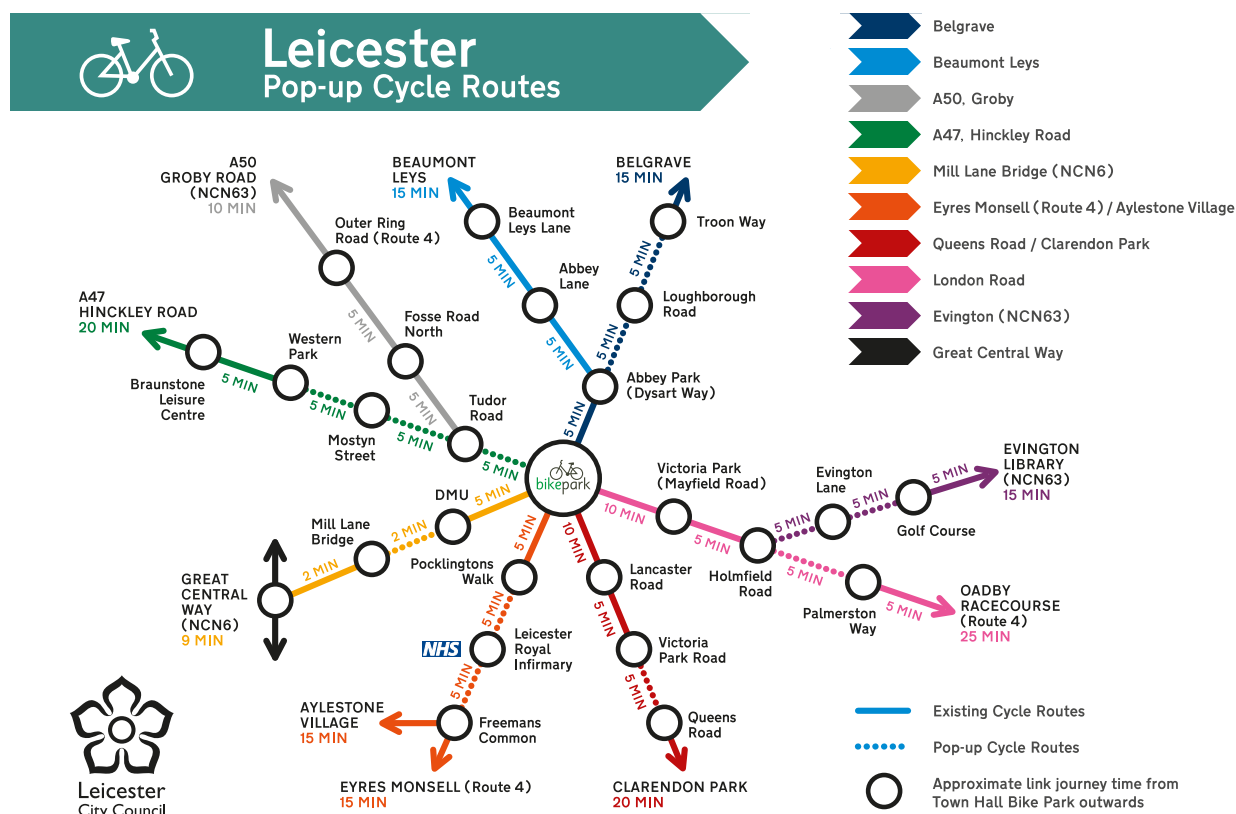 Leicester
Pop-up Cycle Routes
Belgrave
Beaumont Leys
A50, Groby
A47, Hinckley Road
Mill Lane Bridge (NCN6)
Eyres Monsell (Route 4) / Aylestone Village
Queens Road / Clarendon Park
London Road
Evington (NCN63)
Great Central Way
A50
GROBY ROAD
(NCN63)
10 MIN
Outer Ring
Road (Route 4)
5 MIN
Fosse Road
North
5 MIN
Tudor
Road
BEAUMONT
LEYS
15 MIN
Beaumont
Leys Lane
5 MIN
Abbey
Lane
5 MIN
BELGRAVE
15 MIN
Troon Way
5 MIN
Loughborough
Road
5 MIN
Abbey Park
(Dysart Way)
5 MIN
A47
HINCKLEY ROAD
20 MIN
Braunstone
Leisure
Centre
5 MIN
Western
Park
5 MIN
Mostyn
Street
5 MIN
5 MIN
bikepark
DMU
5 MIN
2 MIN
Mill Lane
Bridge
2 MIN
GREAT
CENTRAL
WAY
(NCN6)
9 MIN
5 MIN
Pocklingtons
Walk
5 MIN
NHS
Leicester
Royal
Infirmary
5 MIN
Freemans
Common
AYLESTONE
VILLAGE
15 MIN
EYRES MONSELL (Route 4)
15 MIN
10 MIN
Lancaster
Road
5 MIN
Victoria
Park Road
5 MIN
Queens
Road
CLARENDON PARK
20 MIN
10 MIN
Victoria Park
(Mayfield Road)
5 MIN
Holmfield
Road
5 MIN
Evington
Lane
5 MIN
Golf Course
5 MIN
EVINGTON
LIBRARY
(NCN63)
15 MIN
5 MIN
Palmerston
Way
5 MIN
OADBY
RACECOURSE
(Route 4)
25 MIN
Existing Cycle Routes
Pop-up Cycle Routes
Approximate link journey time from
Town Hall Bike Park outwards
Leicester
City Council